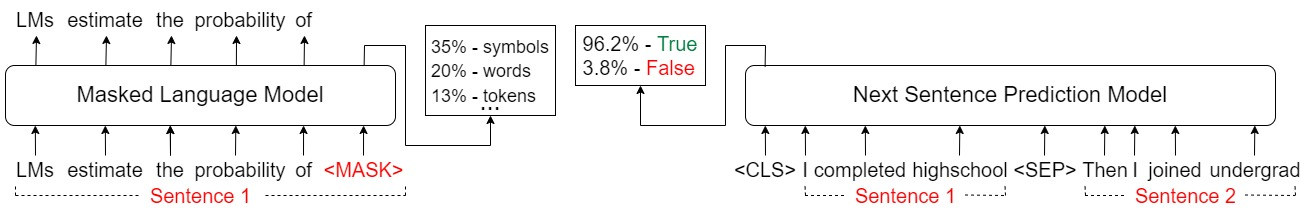 LMs estimate the probability of
Masked Language Model
LMs estimate the probability of <MASK>
Sentence 1
35% - symbols
20% - words
13% - tokens
...
96.2% - True
3.8% - False
Next Sentence Prediction Model
<CLS> I completed highschool <SEP> Then I joined undergrad
Sentence 1 Sentence 2